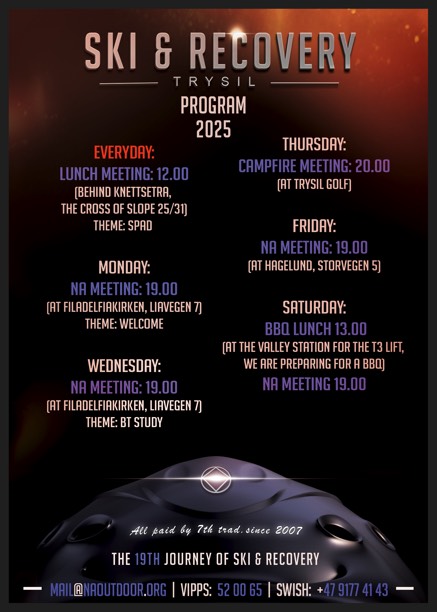 SKI & RECOVERY
TRYSIL
PROGRAM
2025
EVERYDAY:
LUNCH MEETING: 12.00
(BEHIND KNETTSETRA,
THE CROSS OF SLOPE 25/31)
THEME: SPAD
MONDAY:
NA MEETING: 19.00
(AT FILADELFIAKIRKEN, LIAVEGEN 7)
THEME: WELCOME
WEDNESDAY:
NA MEETING: 19.00
(AT FILADELFIAKIRKEN, LIAVEGEN 7)
THEME: BT STUDY
THURSDAY:
CAMPFIRE MEETING: 20.00
(AT TRYSIL GOLF)
FRIDAY:
NA MEETING: 19.00
(AT HAGELUND, STORVEGEN 5)
SATURDAY:
BBQ LUNCH 13.00
(AT THE VALLEY STATION FOR THE T3 LIFT,
WE ARE PREPARING FOR A BBQ)
NA MEETING 19.00
All paid by 7th trad. since 2007
THE 19TH JOURNEY OF SKI & RECOVERY
MAIL@NAOUTDOOR.ORG | VIPPS: 52 00 65 | SWISH: +47 9177 41 43